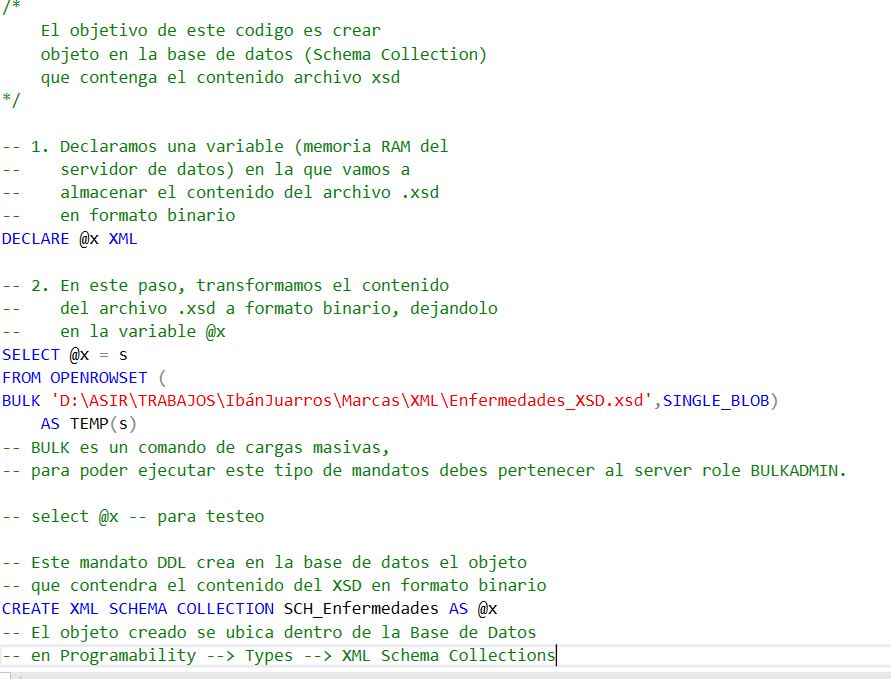 /*
    El objetivo de este codigo es crear
    objeto en la base de datos (Schema Collection)
    que contenga el contenido archivo xsd
*/
-- 1. Declaramos una variable (memoria RAM del
--    servidor de datos) en la que vamos a
--    almacenar el contenido del archivo .xsd
--    en formato binario
DECLARE @x XML
-- 2. En este paso, transformamos el contenido
--    del archivo .xsd a formato binario, dejandolo
--    en la variable @x
SELECT @x = s
FROM OPENROWSET (
BULK 'D:\ASIR\TRABAJOS\IbánJuarros\Marcas\XML\Enfermedades_XSD.xsd',SINGLE_BLOB)
    AS TEMP(s)
-- BULK es un comando de cargas masivas,
-- para poder ejecutar este tipo de mandatos debes pertenecer al server role BULKADMIN.
-- select @x -- para testeo
-- Este mandato DDL crea en la base de datos el objeto
-- que contendra el contenido del XSD en formato binario
CREATE XML SCHEMA COLLECTION SCH_Enfermedades AS @x
-- El objeto creado se ubica dentro de la Base de Datos
-- en Programability --> Types --> XML Schema Collections